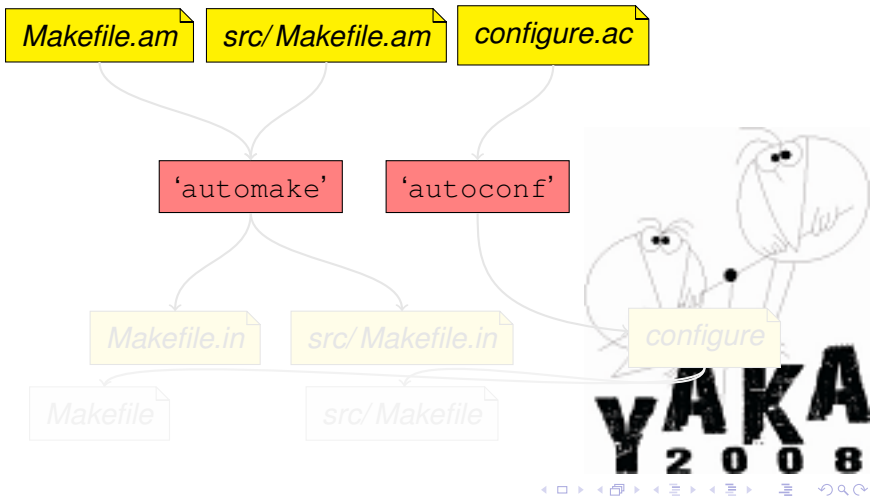 Makefile.am src/ Makefile.am configure.ac
‘automake’ ‘autoconf’
Makefile.in src/ Makefile.in configure
Makefile src/ Makefile
YAKA
2008